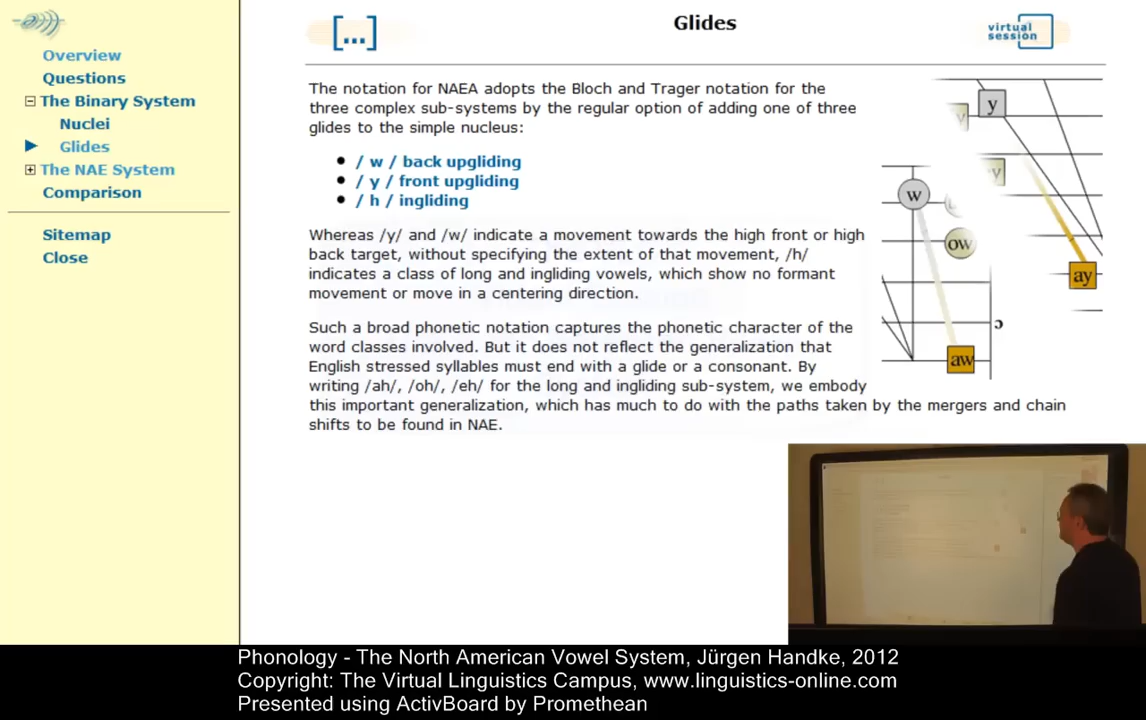 Glides
[...]
virtual
session
Overview
Questions
The Binary System
Nuclei
Glides
The NAE System
Comparison
Sitemap
Close
The notation for NAEA adopts the Bloch and Trager notation for the
three complex sub-systems by the regular option of adding one of three
glides to the simple nucleus:
• / w / back upgliding
• / y / front upgliding
• / h / ingliding
Whereas /y/ and /w/ indicate a movement towards the high front or high
back target, without specifying the extent of that movement, /h/
indicates a class of long and ingliding vowels, which show no formant
movement or move in a centering direction.
Such a broad phonetic notation captures the phonetic character of the
word classes involved. But it does not reflect the generalization that
English stressed syllables must end with a glide or a consonant. By
writing /ah/, /oh/, /eh/ for the long and ingliding sub-system, we embody
this important generalization, which has much to do with the paths taken by the mergers and chain
shifts to be found in NAE.
y
w
ow
ay
ɔ
aw
Phonology - The North American Vowel System, Jürgen Handke, 2012
Copyright: The Virtual Linguistics Campus, www.linguistics-online.com
Presented using ActivBoard by Promethean